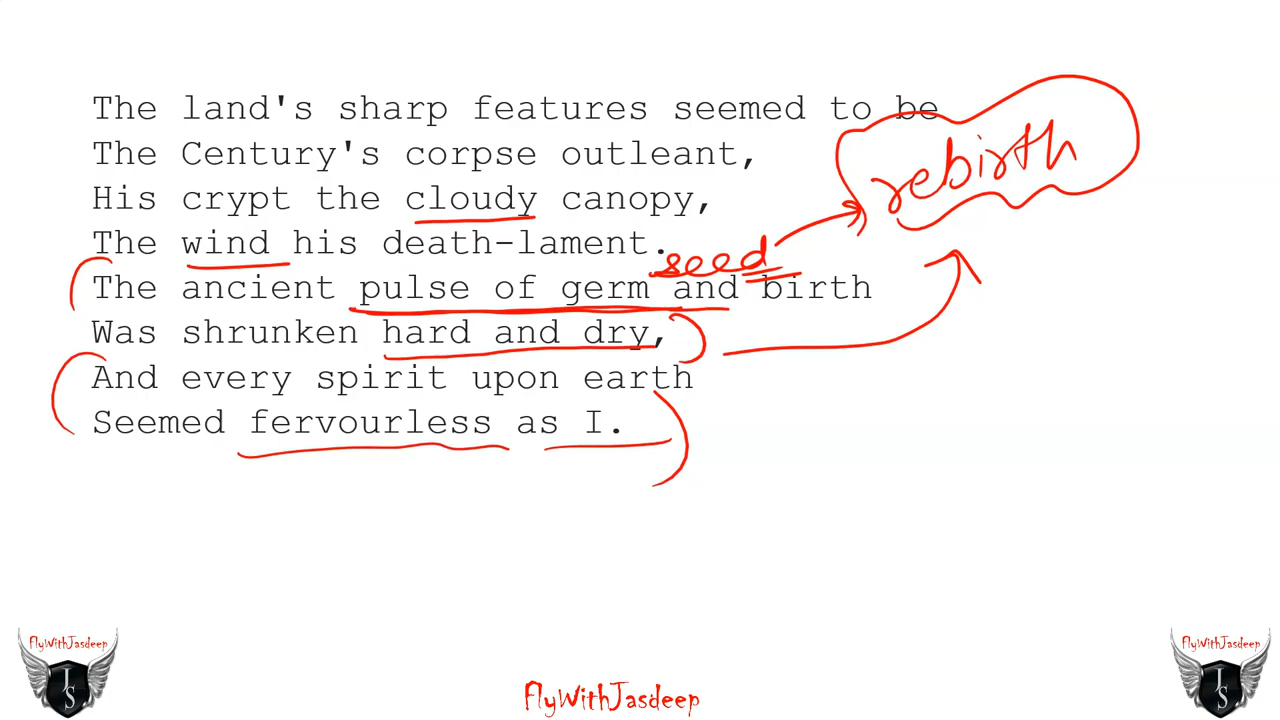 The land's sharp features seemed to be
The Century's corpse outleant,
rebirth
His crypt the cloudy canopy,
The wind his death-lament.
seed
The ancient pulse of germ and birth
Was shrunken hard and dry,
And every spirit upon earth
Seemed fervourless as I.
FlyWithJasdeep
JS
FlyWithJasdeep
FlyWithJasdeep
JS